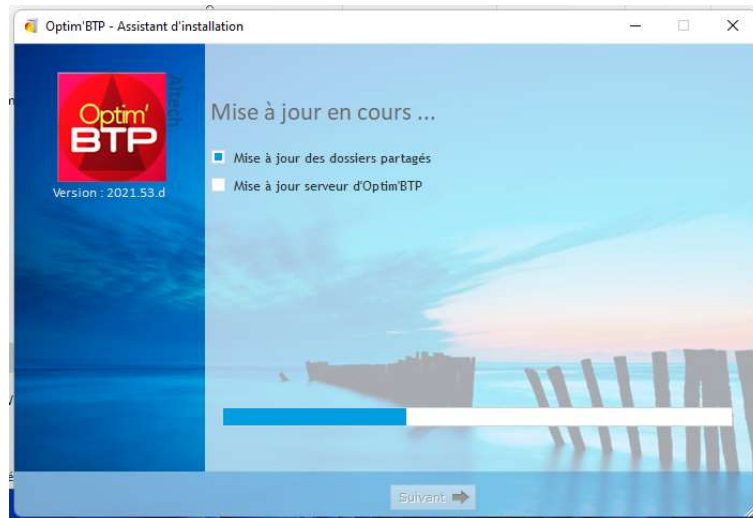 Optim'BTP - Assistant d'installation
Altech
Optim'
BTP
Version : 2021.53.d
Mise à jour en cours ...
Mise à jour des dossiers partagés
Mise à jour serveur d'Optim'BTP
Suivant